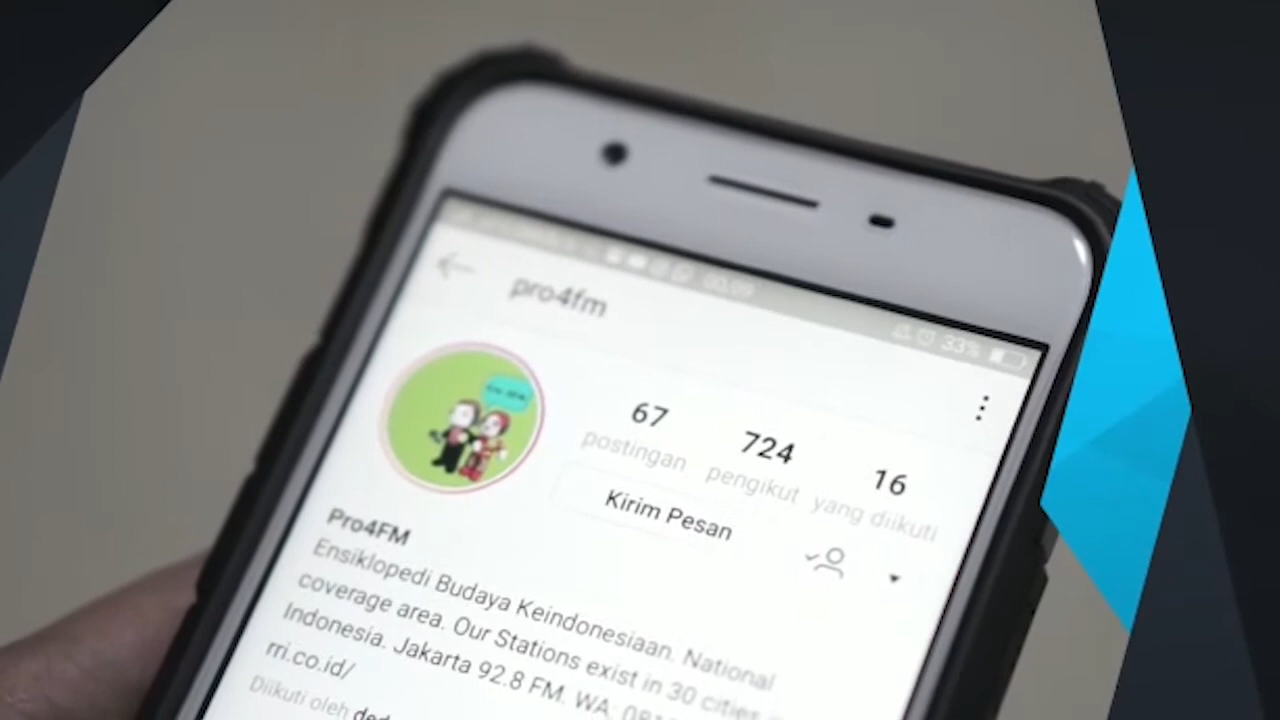 33%
pro4fm
67 724 16
postingan pengikut yang diikuti
Kirim Pesan
Pro4FM
Ensiklopedi Budaya Keindonesiaan. National
coverage area. Our Stations exist in 30 cities
Indonesia. Jakarta 92.8 FM. WA
rri.co.id/
Diikuti oleh